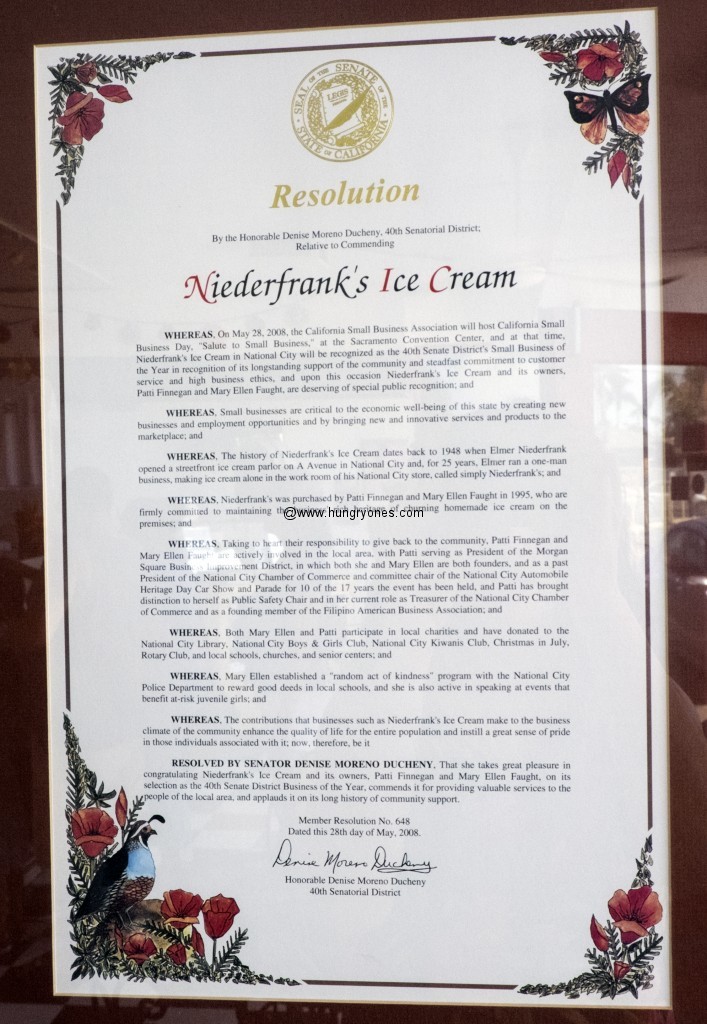 SEAL OF THE SENATE OF THE STATE OF CALIFORNIA
LEGES
Resolution
By the Honorable Denise Moreno Ducheny, 40th Senatorial District;
Relative to Commending
Niederfrank's Ice Cream
WHEREAS, On May 28, 2008, the California Small Business Association will host California Small
Business Day, "Salute to Small Business," at the Sacramento Convention Center, and at that time,
Niederfrank's Ice Cream in National City will be recognized as the 40th Senate District's Small Business of
the Year in recognition of its longstanding support of the community and steadfast commitment to customer
service and high business ethics, and upon this occasion Niederfrank's Ice Cream and its owners,
Patti Finnegan and Mary Ellen Faught, are deserving of special public recognition; and
WHEREAS, Small businesses are critical to the economic well-being of this state by creating new
businesses and employment opportunities and by bringing new and innovative services and products to the
marketplace; and
WHEREAS, The history of Niederfrank's Ice Cream dates back to 1948 when Elmer Niederfrank
opened a streetfront ice cream parlor on A Avenue in National City and, for 25 years, Elmer ran a one-man
business, making ice cream alone in the work room of his National City store, called simply Niederfrank's; and
WHEREAS, Niederfrank's was purchased by Patti Finnegan and Mary Ellen Faught in 1995, who are
firmly committed to maintaining the rich heritage of churning homemade ice cream on the
@www.hungryones.com
premises; and
WHEREAS, Taking to heart their responsibility to give back to the community, Patti Finnegan and
Mary Ellen Faught are actively involved in the local area, with Patti serving as President of the Morgan
Square Business Improvement District, in which both she and Mary Ellen are both founders, and as a past
President of the National City Chamber of Commerce and committee chair of the National City Automobile
Heritage Day Car Show and Parade for 10 of the 17 years the event has been held, and Patti has brought
distinction to herself as Public Safety Chair and in her current role as Treasurer of the National City Chamber
of Commerce and as a founding member of the Filipino American Business Association; and
WHEREAS, Both Mary Ellen and Patti participate in local charities and have donated to the
National City Library, National City Boys & Girls Club, National City Kiwanis Club, Christmas in July,
Rotary Club, and local schools, churches, and senior centers; and
WHEREAS, Mary Ellen established a "random act of kindness" program with the National City
Police Department to reward good deeds in local schools, and she is also active in speaking at events that
benefit at-risk juvenile girls; and
WHEREAS, The contributions that businesses such as Niederfrank's Ice Cream make to the business
climate of the community enhance the quality of life for the entire population and instill a great sense of pride
in those individuals associated with it; now, therefore, be it
RESOLVED BY SENATOR DENISE MORENO DUCHENY, That she takes great pleasure in
congratulating Niederfrank's Ice Cream and its owners, Patti Finnegan and Mary Ellen Faught, on its
selection as the 40th Senate District Business of the Year, commends it for providing valuable services to the
people of the local area, and applauds it on its long history of community support.
Member Resolution No. 648
Dated this 28th day of May, 2008.
Denise Moreno Ducheny
Honorable Denise Moreno Ducheny
40th Senatorial District